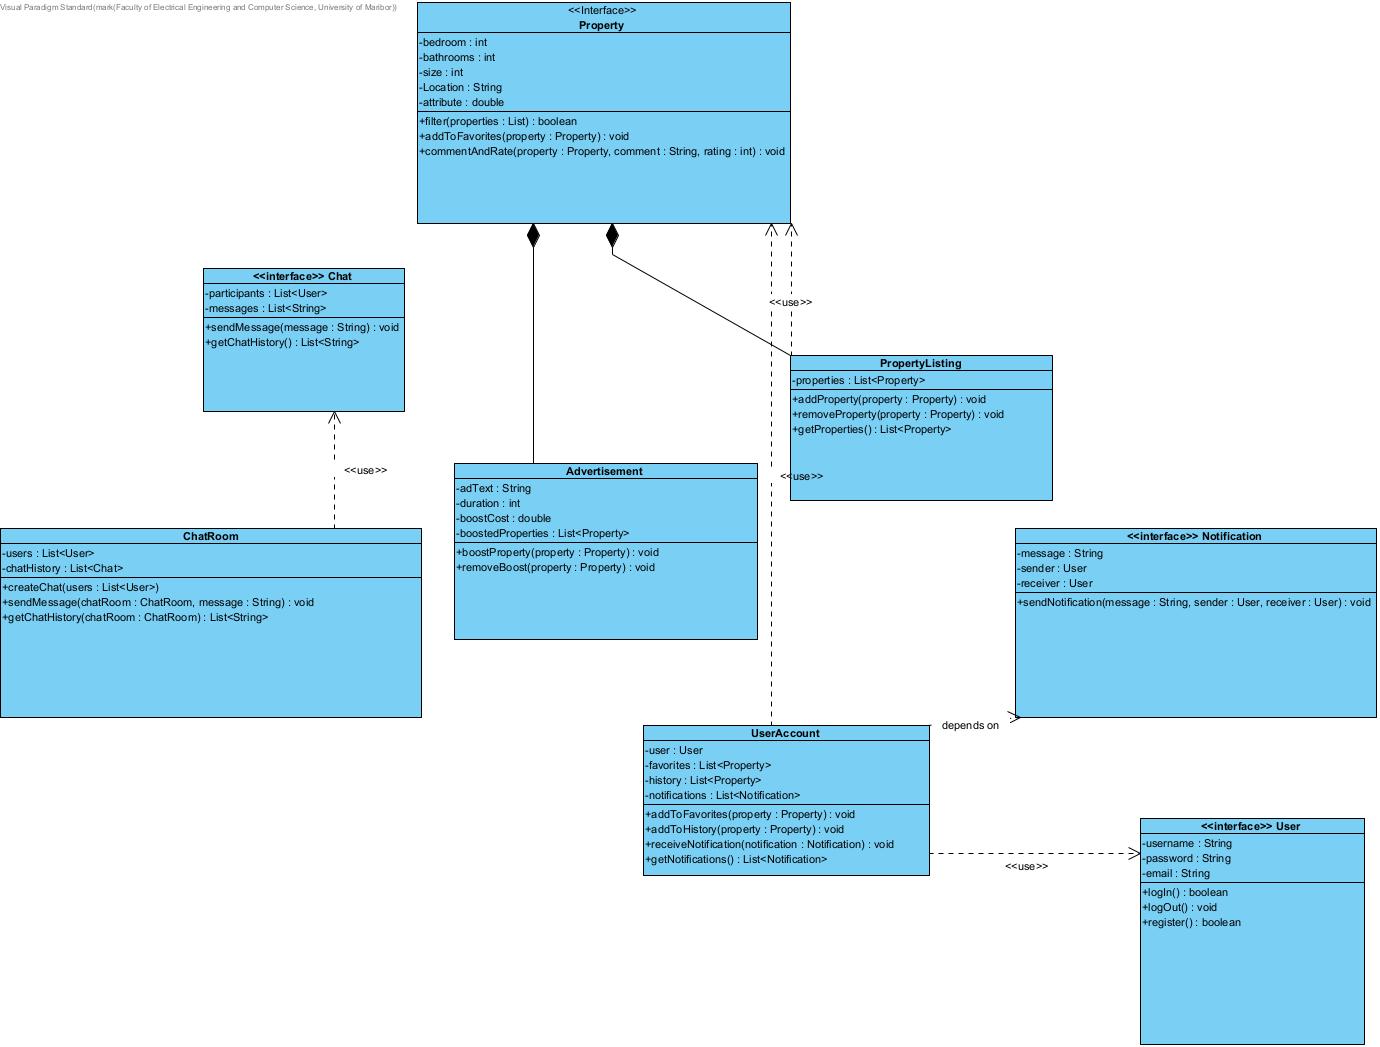 Visual Paradigm Standard(mark(Faculty of Electrical Engineering and Computer Science, University of Maribor))
<<Interface>>
Property
-bedroom : int
-bathrooms : int
-size : int
-Location : String
-attribute : double
+filter(properties : List) : boolean
+addToFavorites(property : Property) : void
+commentAndRate(property : Property, comment : String, rating : int) : void
<<interface>> Chat
-participants : List<User>
-messages : List<String>
+sendMessage(message : String) : void
+getChatHistory() : List<String>
<<use>>
PropertyListing
-properties : List<Property>
+addProperty(property : Property) : void
+removeProperty(property : Property) : void
+getProperties() : List<Property>
<<use>>
<<use>>
Advertisement
-adText : String
-duration : int
-boostCost : double
-boostedProperties : List<Property>
+boostProperty(property : Property) : void
+removeBoost(property : Property) : void
ChatRoom
-users : List<User>
-chatHistory : List<Chat>
+createChat(users : List<User>)
+sendMessage(chatRoom : ChatRoom, message : String) : void
+getChatHistory(chatRoom : ChatRoom) : List<String>
<<interface>> Notification
-message : String
-sender : User
-receiver : User
+sendNotification(message : String, sender : User, receiver : User) : void
depends on
UserAccount
-user : User
-favorites : List<Property>
-history : List<Property>
-notifications : List<Notification>
+addToFavorites(property : Property) : void
+addToHistory(property : Property) : void
+receiveNotification(notification : Notification) : void
+getNotifications() : List<Notification>
<<use>>
<<interface>> User
-username : String
-password : String
-email : String
+logIn() : boolean
+logOut() : void
+register() : boolean